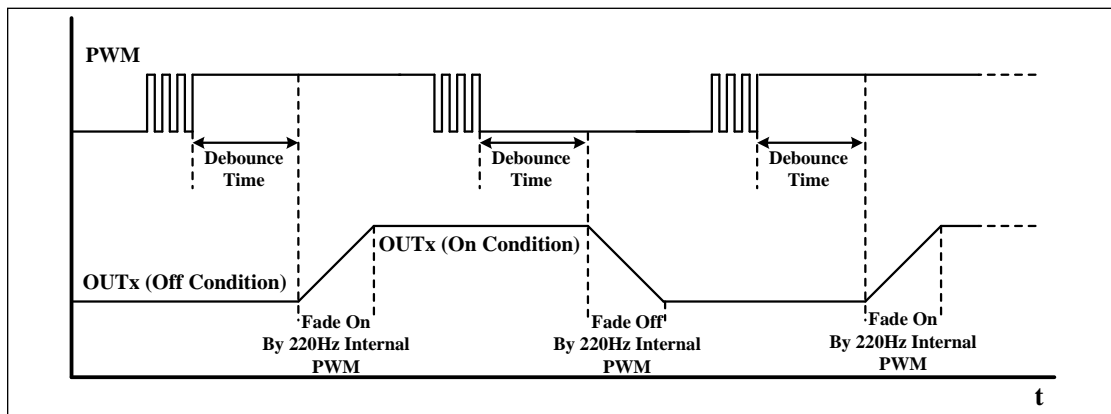 PWM
Debounce
Time
Debounce
Time
Debounce
Time
OUTx (On Condition)
OUTx (Off Condition)
Fade On
By 220Hz Internal
PWM
Fade Off
By 220Hz Internal
PWM
Fade On
By 220Hz Internal
PWM
t